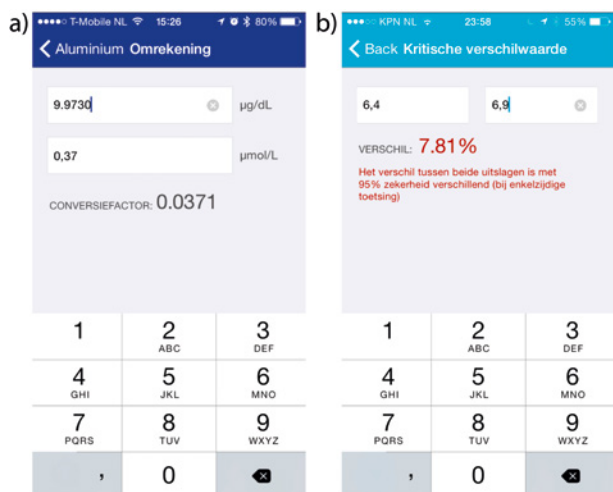 a)
T-Mobile NL 15:26 80%
Aluminium Omrekening
9.9730 µg/dL
0,37 µmol/L
CONVERSIEFACTOR: 0.0371
1 2 3
ABC DEF
4 5 6
GHI JKL MNO
7 8 9
PQRS TUV WXYZ
, 0
b)
KPN NL 23:58 55%
Back Kritische verschilwaarde
6,4 6,9
VERSCHIL: 7.81%
Het verschil tussen beide uitslagen is met
95% zekerheid verschillend (bij enkelzijdige
toetsing)
1 2 3
ABC DEF
4 5 6
GHI JKL MNO
7 8 9
PQRS TUV WXYZ
, 0